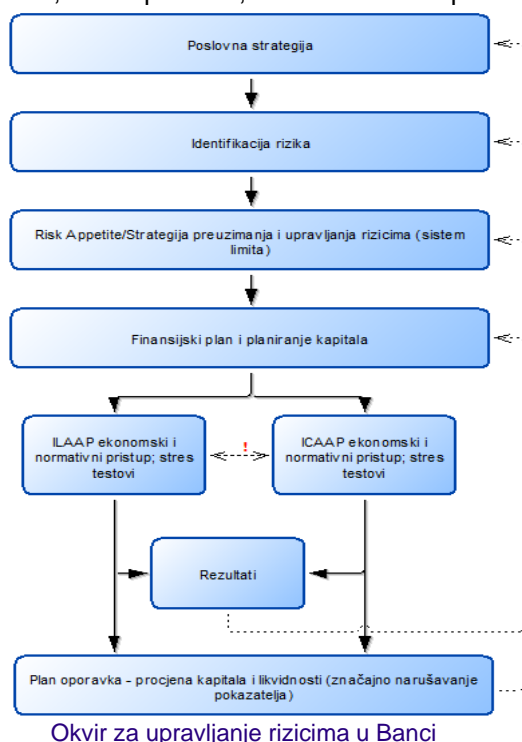 Poslovna strategija
Identifikacija rizika
Risk Appetite/Strategija preuzimanja i upravljanja rizicima (sistem
limita)
Finansijski plan i planiranje kapitala
ILAAP ekonomski i
normativni pristup; stres
testovi
!
ICAAP ekonomski i
normativni pristup; stres
testovi
Rezultati
Plan oporavka - procjena kapitala i likvidnosti (značajno narušavanje
pokazatelja)
Okvir za upravljanje rizicima u Banci